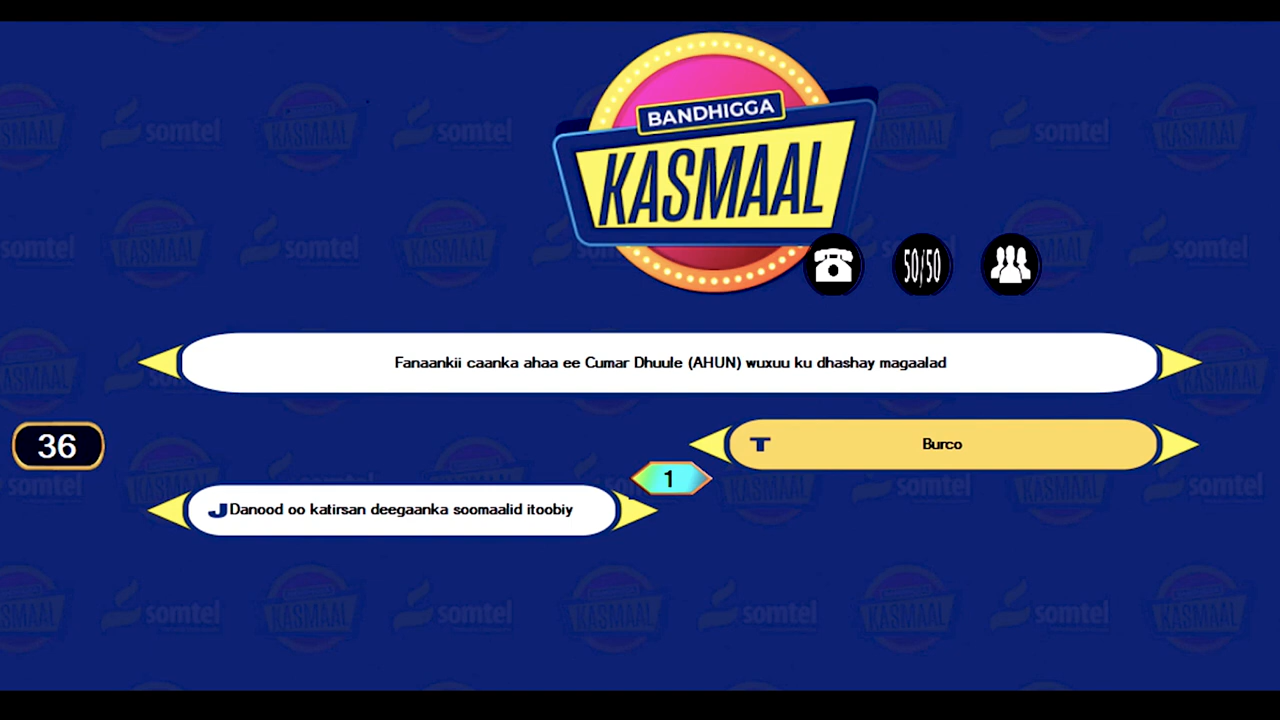 BANDHIGGA
KASMAAL
50/50
Fanaankii caanka ahaa ee Cumar Dhuule (AHUN) wuxuu ku dhashay magaalad
36
T Burco
1
J Danood oo katirsan deegaanka soomaalid itoobiy
somtel